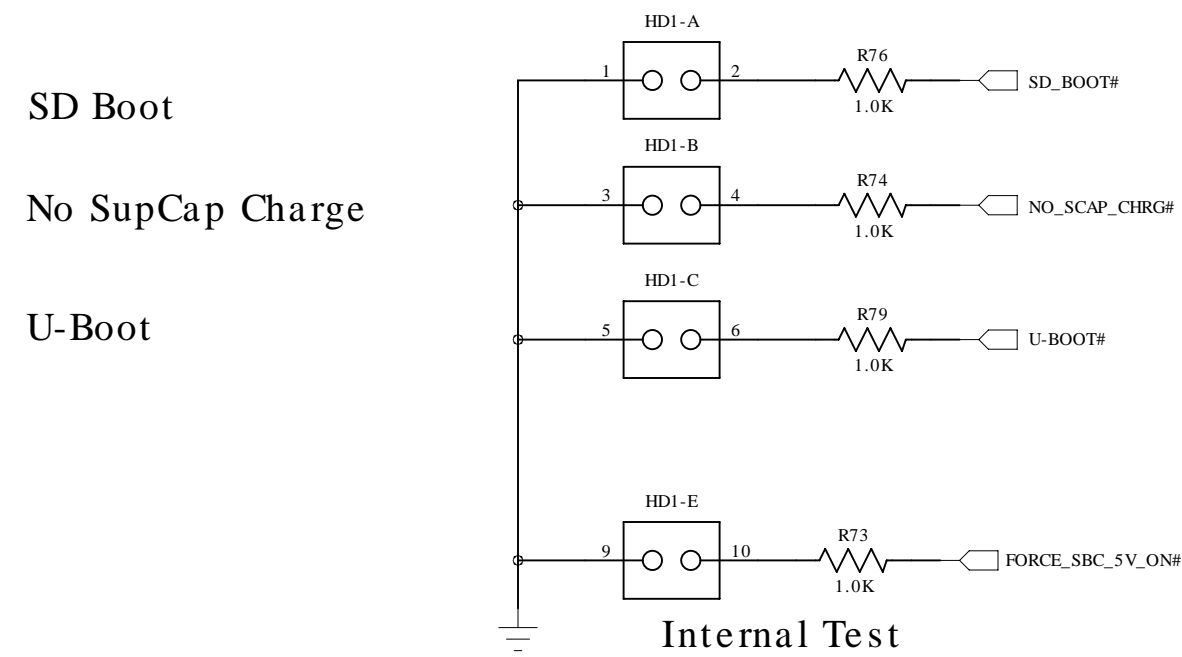 HD1-A
1
2
R76
1.0K
SD_BOOT#
SD Boot
HD1-B
3
4
R74
1.0K
NO_SCAP_CHRG#
No SupCap Charge
HD1-C
5
6
R79
1.0K
U-BOOT#
U-Boot
HD1-E
9
10
R73
1.0K
FORCE_SBC_5V_ON#
Internal Test